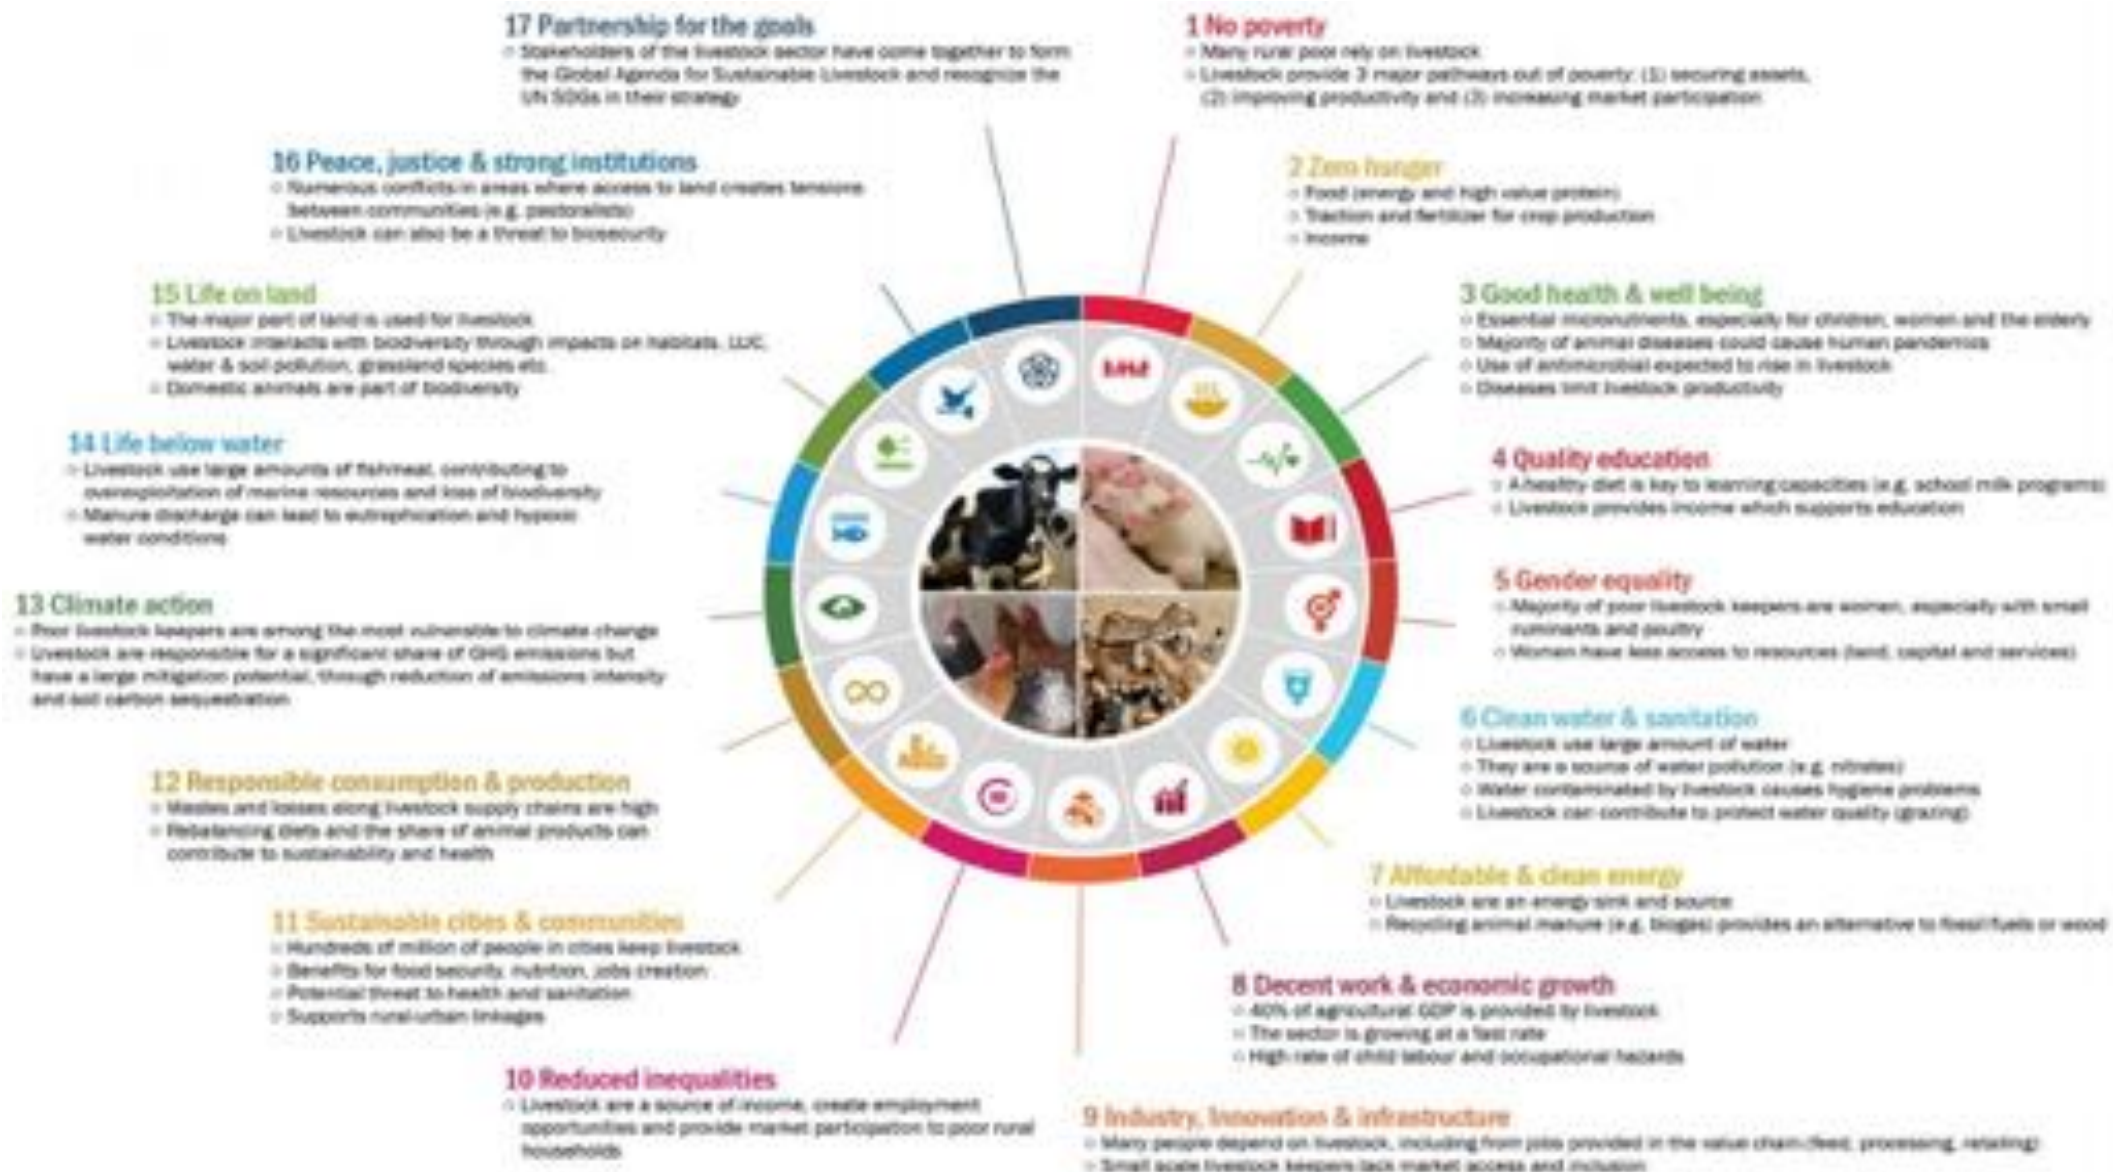 17 Partnership for the goals
○ Stakeholders of the livestock sector have come together to form
the Global Agenda for Sustainable Livestock and recognize the
UN SDGs in their strategy
1 No poverty
○ Many rural poor rely on livestock
○ Livestock provide 3 major pathways out of poverty: (1) securing assets,
(2) improving productivity and (3) increasing market participation
16 Peace, justice & strong institutions
○ Numerous conflicts in areas where access to land creates tensions
between communities (e.g. pastoralists)
○ Livestock can also be a threat to biosecurity
2 Zero hunger
○ Food (energy and high value protein)
○ Traction and fertilizer for crop production
○ Income
15 Life on land
○ The major part of land is used for livestock
○ Livestock interacts with biodiversity through impacts on habitats, LUC,
water & soil pollution, grassland species etc.
○ Domestic animals are part of biodiversity
3 Good health & well being
○ Essential micronutrients, especially for children, women and the elderly
○ Majority of animal diseases could cause human pandemics
○ Use of antimicrobial expected to rise in livestock
○ Diseases limit livestock productivity
14 Life below water
○ Livestock use large amounts of fishmeal, contributing to
overexploitation of marine resources and loss of biodiversity
○ Manure discharge can lead to eutrophication and hypoxic
water conditions
4 Quality education
○ A healthy diet is key to learning capacities (e.g. school milk programs)
○ Livestock provides income which supports education
13 Climate action
○ Poor livestock keepers are among the most vulnerable to climate change
○ Livestock are responsible for a significant share of GHG emissions but
have a large mitigation potential, through reduction of emissions intensity
and soil carbon sequestration
5 Gender equality
○ Majority of poor livestock keepers are women, especially with small
ruminants and poultry
○ Women have less access to resources (land, capital and services)
12 Responsible consumption & production
○ Wastes and losses along livestock supply chains are high
○ Rebalancing diets and the share of animal products can
contribute to sustainability and health
6 Clean water & sanitation
○ Livestock use large amount of water
○ They are a source of water pollution (e.g. nitrates)
○ Water contaminated by livestock causes hygiene problems
○ Livestock can contribute to protect water quality (grazing)
11 Sustainable cities & communities
○ Hundreds of million of people in cities keep livestock
○ Benefits for food security, nutrition, jobs creation
○ Potential threat to health and sanitation
○ Supports rural-urban linkages
7 Affordable & clean energy
○ Livestock are an energy sink and source
○ Recycling animal manure (e.g. biogas) provides an alternative to fossil fuels or wood
10 Reduced inequalities
○ Livestock are a source of income, create employment
opportunities and provide market participation to poor rural
households
8 Decent work & economic growth
○ 40% of agricultural GDP is provided by livestock
○ The sector is growing at a fast rate
○ High rate of child labour and occupational hazards
9 Industry, Innovation & infrastructure
○ Many people depend on livestock, including from jobs provided in the value chain (feed, processing, retailing)
○ Small scale livestock keepers lack market access and inclusion